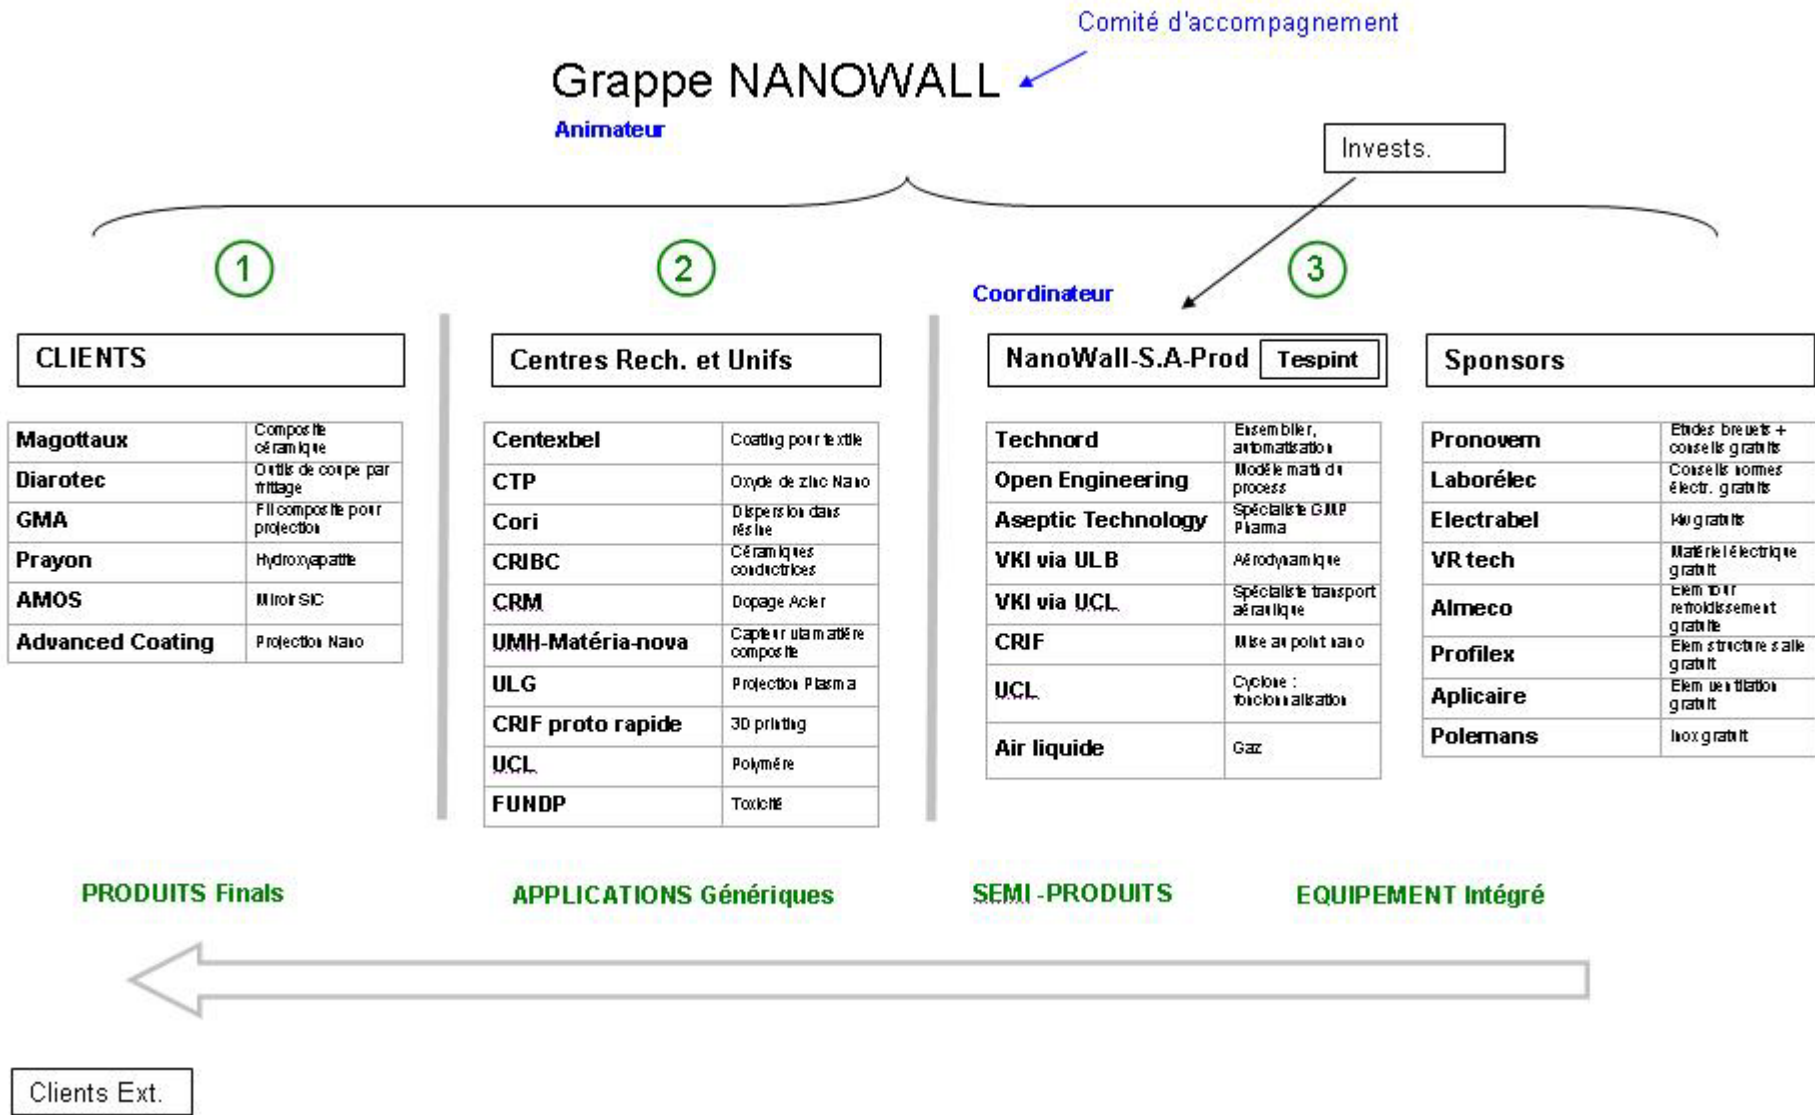 Comité d'accompagnement
Grappe NANOWALL
Animateur
Invests.
1
2
3
Coordinateur
CLIENTS
Centres Rech. et Unifs
NanoWall-S.A-Prod
Tespint
Sponsors
Magottaux
Composite
céramique
Diarotec
Outils de coupe par
frittage
GMA
Fil composite pour
projection
Prayon
Hydroxyapatite
AMOS
Miroir SiC
Advanced Coating
Projection Nano
Centexbel
Coating pour textile
CTP
Oxyde de zinc Nano
Cori
Dispersion dans
résine
CRIBC
Céramiques
conductrices
CRM
Dopage Acier
UMH-Matéria-nova
Capteur via matière
composite
ULG
Projection Plasma
CRIF proto rapide
3D printing
UCL
Polymère
FUNDP
Toxicité
Technord
Ensemblier,
automatisation
Open Engineering
Modèle math du
process
Aseptic Technology
Spécialiste GMP
Pharma
VKI via ULB
Aérodynamique
VKI via UCL
Spécialiste transport
aéraulique
CRIF
Mise au point nano
UCL
Cyclone :
fonctionnalisation
Air liquide
Gaz
Pronovem
Etudes brevets +
conseils gratuits
Laborélec
Conseils normes
électr. gratuits
Electrabel
kw gratuits
VR tech
Matériel électrique
gratuit
Almeco
Elem tour
refroidissement
gratuite
Profilex
Elem structure salle
gratuit
Aplicaire
Elem ventilation
gratuit
Polemans
Inox gratuit
PRODUITS Finals
APPLICATIONS Génériques
SEMI -PRODUITS
EQUIPEMENT Intégré
Clients Ext.